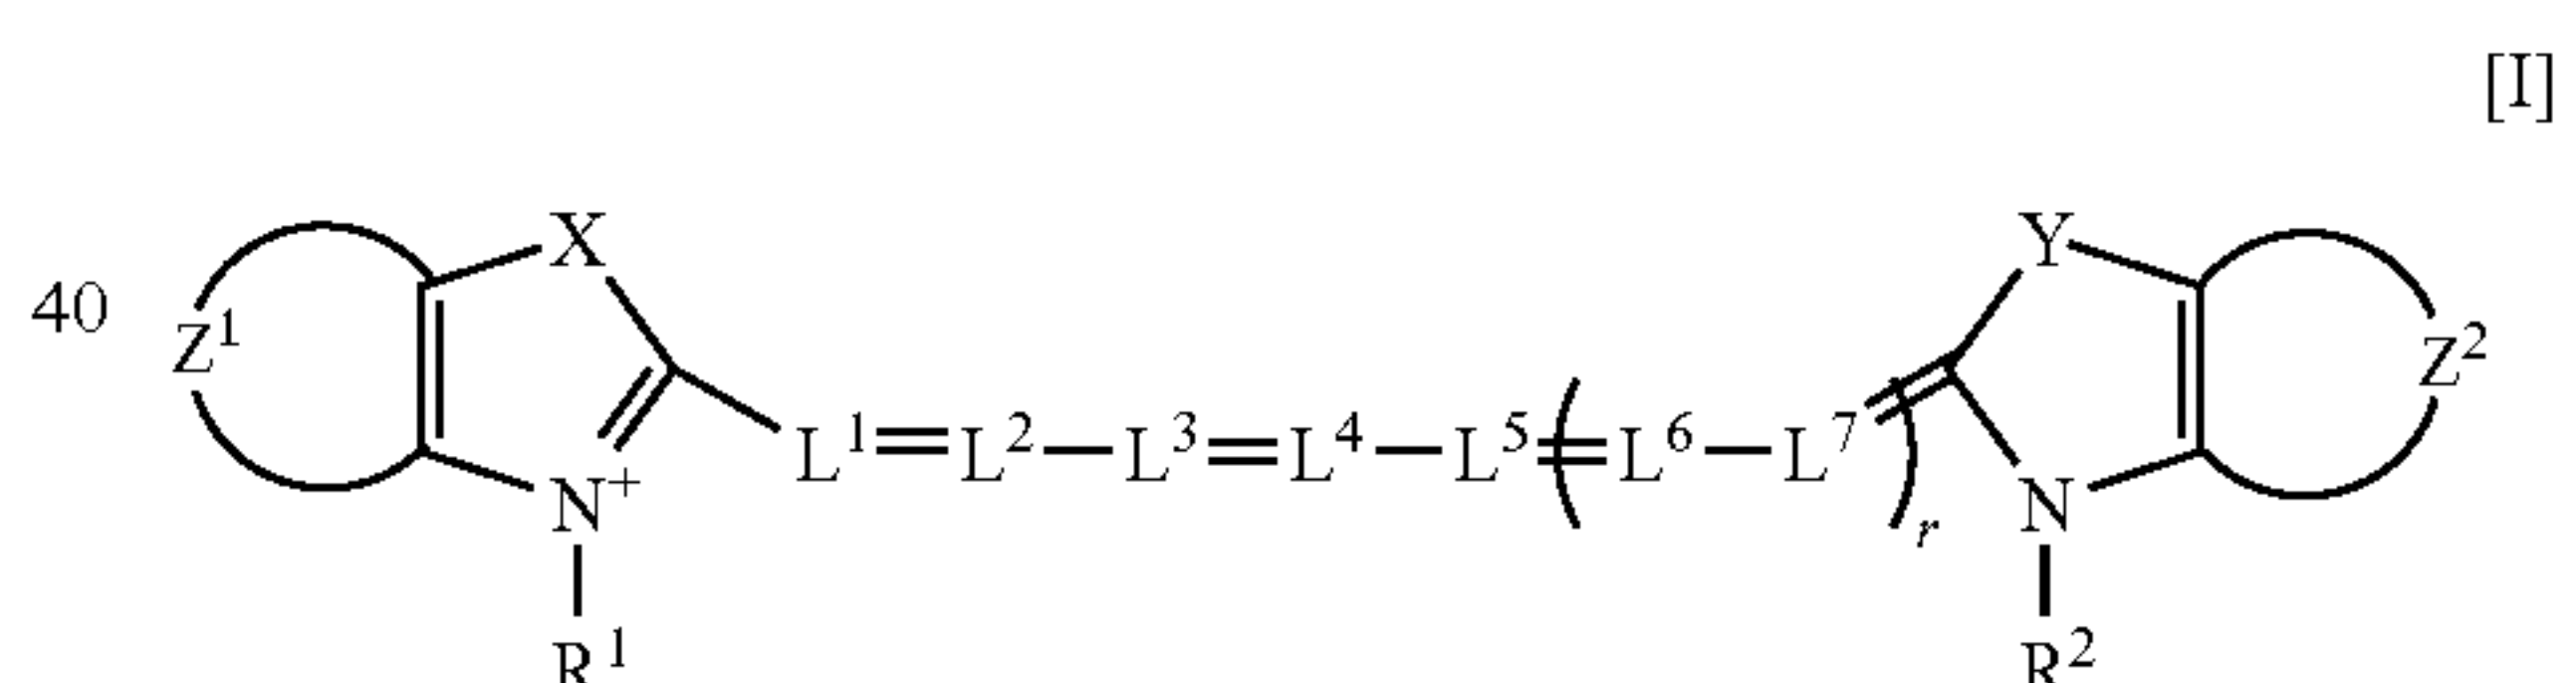 [I]
X Y
40 Z¹ Z²
L¹=L²—L³=L⁴—L⁵=(L⁶—L⁷=)r
N⁺ N
R¹ R²